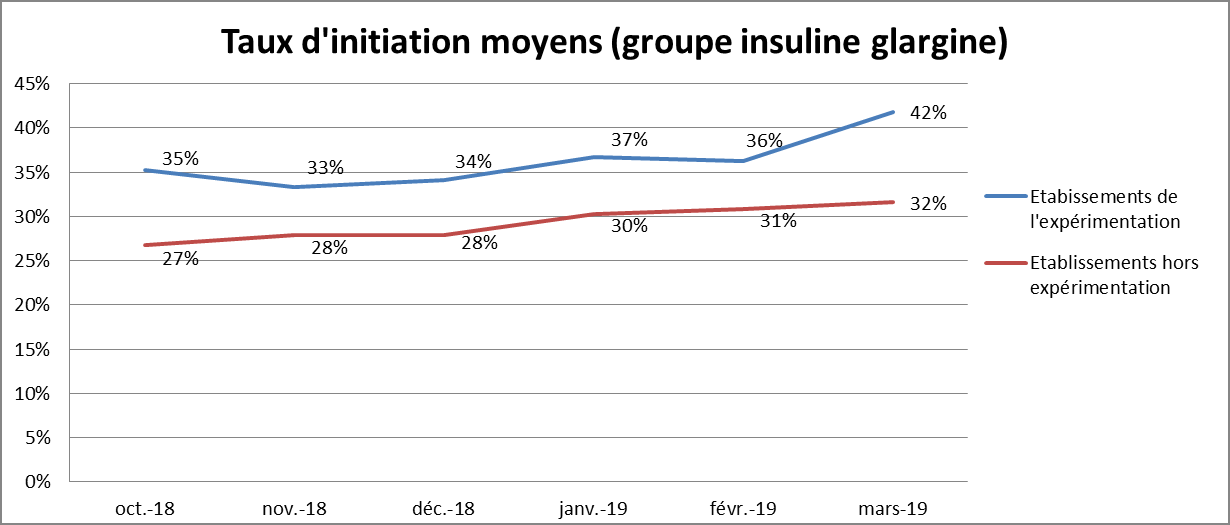 Taux d'initiation moyens (groupe insuline glargine)
45%
40%
35%
30%
25%
20%
15%
10%
5%
0%
35%
33%
34%
37%
36%
42%
27%
28%
28%
30%
31%
32%
oct.-18
nov.-18
déc.-18
janv.-19
févr.-19
mars-19
Etabissements de
l'expérimentation
Etablissements hors
expérimentation